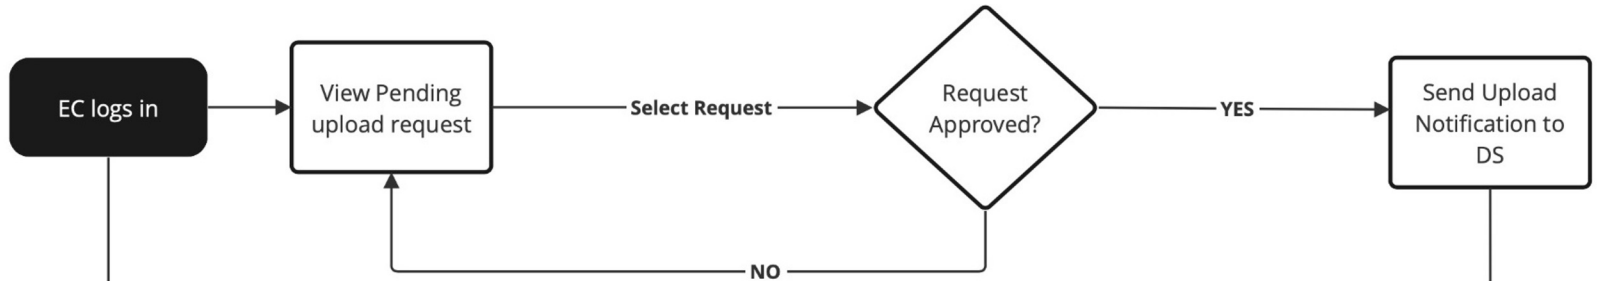 EC logs in
View Pending
upload request
Select Request
Request
Approved?
YES
Send Upload
Notification to
DS
NO